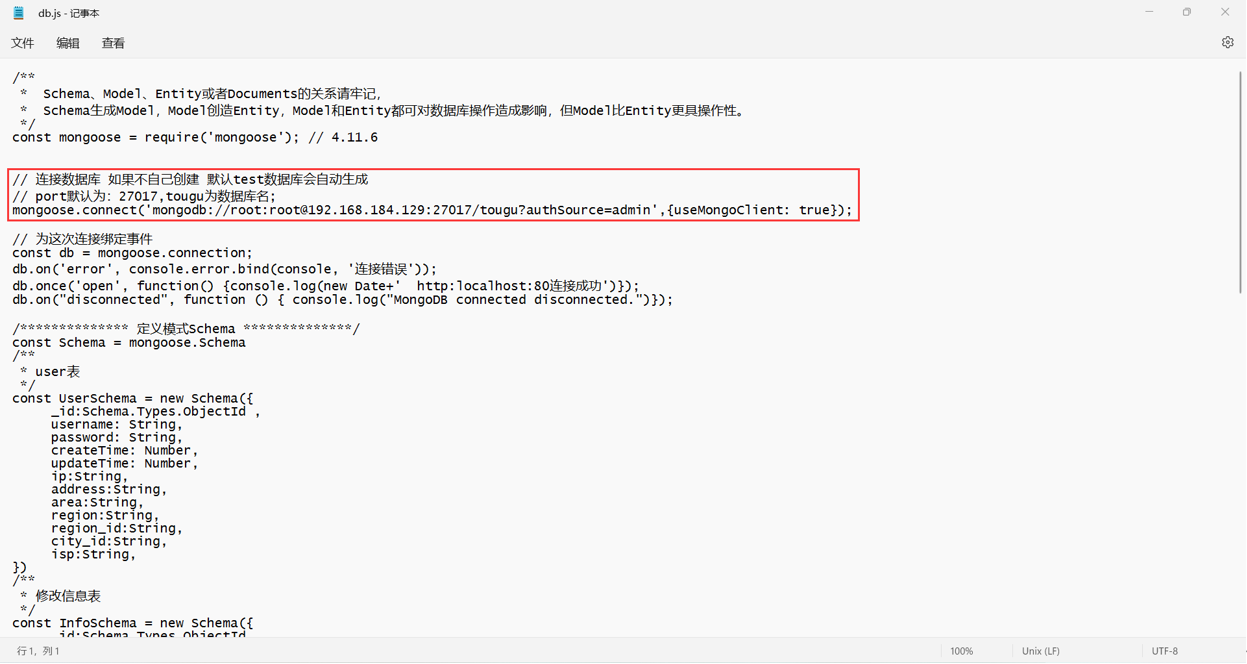 db.js - 记事本
文件 编辑 查看
/**
 *  Schema、Model、Entity或者Documents的关系请牢记,
 *  Schema生成Model, Model创造Entity, Model和Entity都可对数据库操作造成影响, 但Model比Entity更具操作性。
 */
const mongoose = require('mongoose'); // 4.11.6
// 连接数据库 如果不自己创建 默认test数据库会自动生成
// port默认为: 27017,tougu为数据库名;
mongoose.connect('mongodb://root:root@192.168.184.129:27017/tougu?authSource=admin',{useMongoClient: true});
// 为这次连接绑定事件
const db = mongoose.connection;
db.on('error', console.error.bind(console, '连接错误'));
db.once('open', function() {console.log(new Date+'  http:localhost:80连接成功')});
db.on("disconnected", function () { console.log("MongoDB connected disconnected.")});
/************** 定义模式Schema **************/
const Schema = mongoose.Schema
/**
 * user表
 */
const UserSchema = new Schema({
     _id:Schema.Types.ObjectId ,
     username: String,
     password: String,
     createTime: Number,
     updateTime: Number,
     ip:String,
     address:String,
     area:String,
     region:String,
     region_id:String,
     city_id:String,
     isp:String,
})
/**
 * 修改信息表
 */
const InfoSchema = new Schema({
     _id:Schema.Types.ObjectId
行 1, 列 1 100% Unix (LF) UTF-8